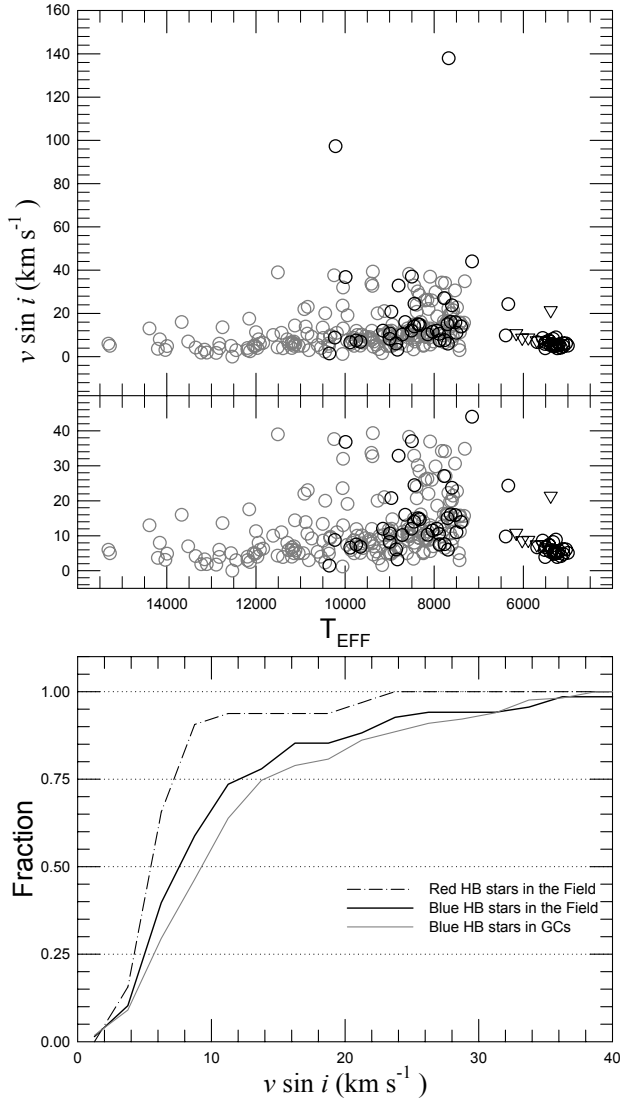 160
140
120
100
80
60
40
20
0
v sin i (km s⁻¹)
40
30
20
10
0
14000 12000 10000 8000 6000
T_EFF
1.00
0.75
0.50
0.25
0.00
Fraction
Red HB stars in the Field
Blue HB stars in the Field
Blue HB stars in GCs
0 10 20 30 40
v sin i (km s⁻¹)